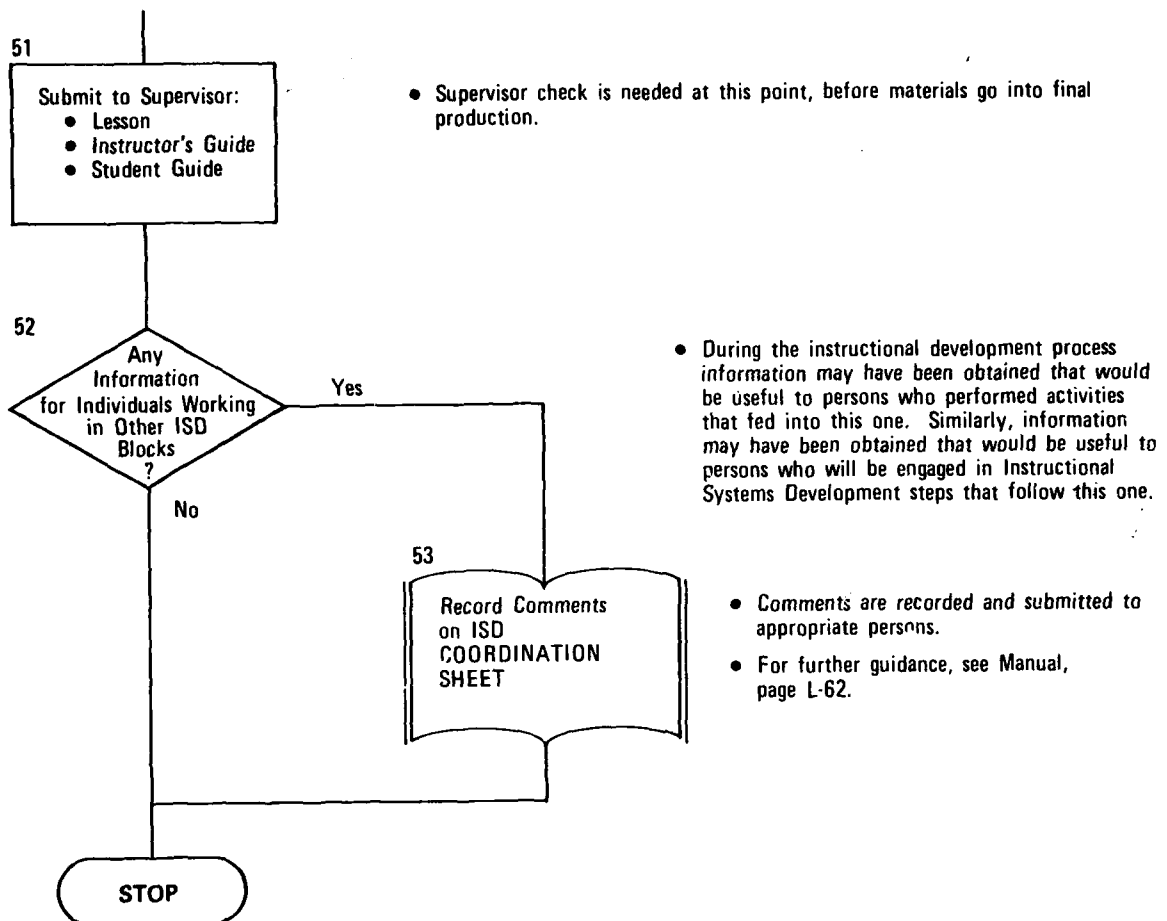 51
Submit to Supervisor:
• Lesson
• Instructor's Guide
• Student Guide
• Supervisor check is needed at this point, before materials go into final
production.
52
Any
Information
for Individuals Working
in Other ISD
Blocks
?
Yes
No
• During the instructional development process
information may have been obtained that would
be useful to persons who performed activities
that fed into this one. Similarly, information
may have been obtained that would be useful to
persons who will be engaged in Instructional
Systems Development steps that follow this one.
53
Record Comments
on ISD
COORDINATION
SHEET
• Comments are recorded and submitted to
appropriate persons.
• For further guidance, see Manual,
page L-62.
STOP